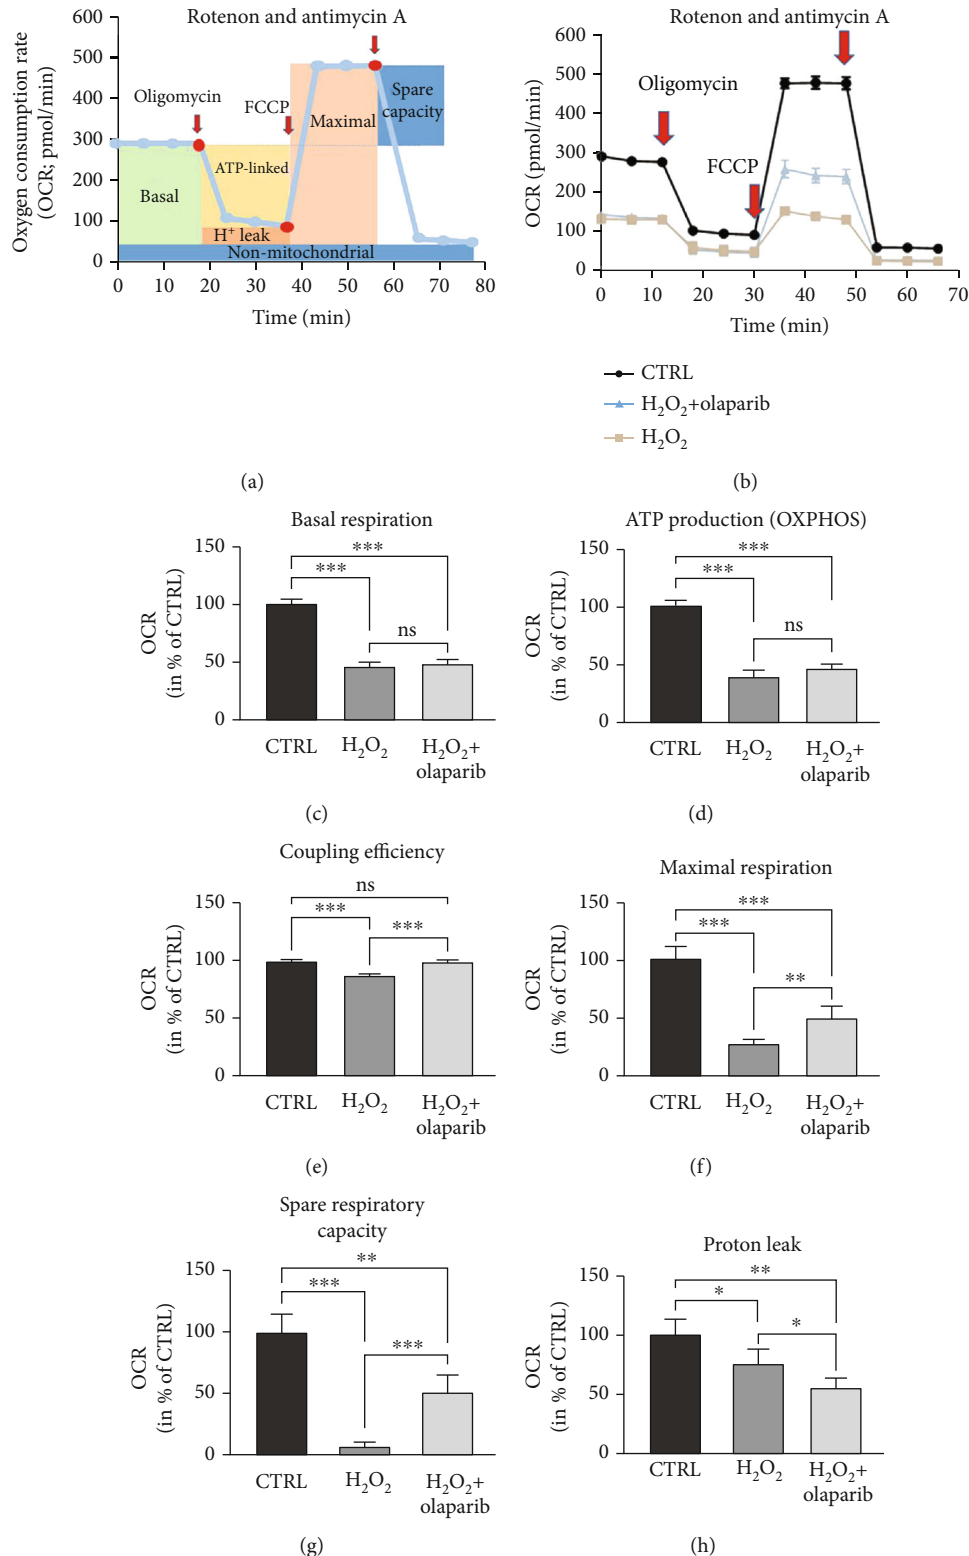 Rotenon and antimycin A
Oxygen consumption rate
(OCR; pmol/min)
600
500
400
300
200
100
0
Oligomycin
FCCP
Spare
capacity
Maximal
ATP-linked
Basal
H⁺ leak
Non-mitochondrial
0 10 20 30 40 50 60 70 80
Time (min)
(a)
Rotenon and antimycin A
OCR (pmol/min)
600
500
400
300
200
100
0
Oligomycin
FCCP
0 10 20 30 40 50 60 70
Time (min)
CTRL
H₂O₂+olaparib
H₂O₂
(b)
Basal respiration
OCR
(in % of CTRL)
150
100
50
0
***
***
ns
CTRL H₂O₂ H₂O₂+
olaparib
(c)
ATP production (OXPHOS)
OCR
(in % of CTRL)
150
100
50
0
***
***
ns
CTRL H₂O₂ H₂O₂+
olaparib
(d)
Coupling efficiency
OCR
(in % of CTRL)
150
100
50
0
ns
***
***
CTRL H₂O₂ H₂O₂+
olaparib
(e)
Maximal respiration
OCR
(in % of CTRL)
150
100
50
0
***
***
**
CTRL H₂O₂ H₂O₂+
olaparib
(f)
Spare respiratory
capacity
OCR
(in % of CTRL)
150
100
50
0
**
***
***
CTRL H₂O₂ H₂O₂+
olaparib
(g)
Proton leak
OCR
(in % of CTRL)
150
100
50
0
**
*
*
CTRL H₂O₂ H₂O₂+
olaparib
(h)